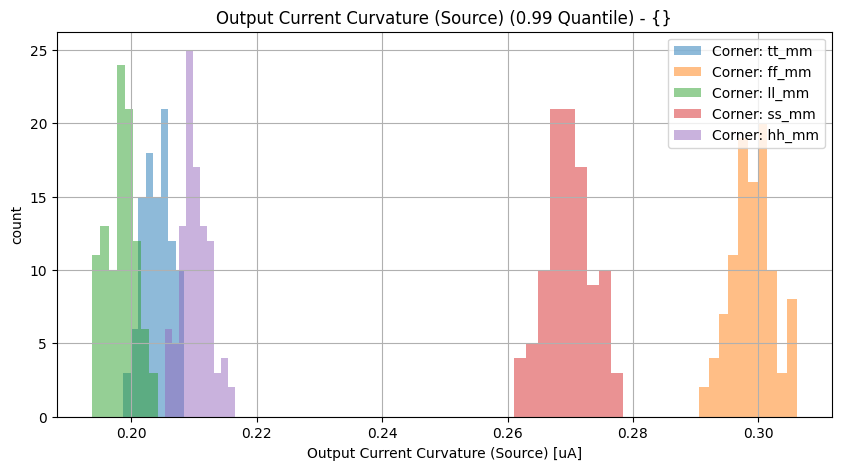 Output Current Curvature (Source) (0.99 Quantile) - {}
Corner: tt_mm
Corner: ff_mm
Corner: ll_mm
Corner: ss_mm
Corner: hh_mm
count
25
20
15
10
5
0
0.20
0.22
0.24
0.26
0.28
0.30
Output Current Curvature (Source) [uA]